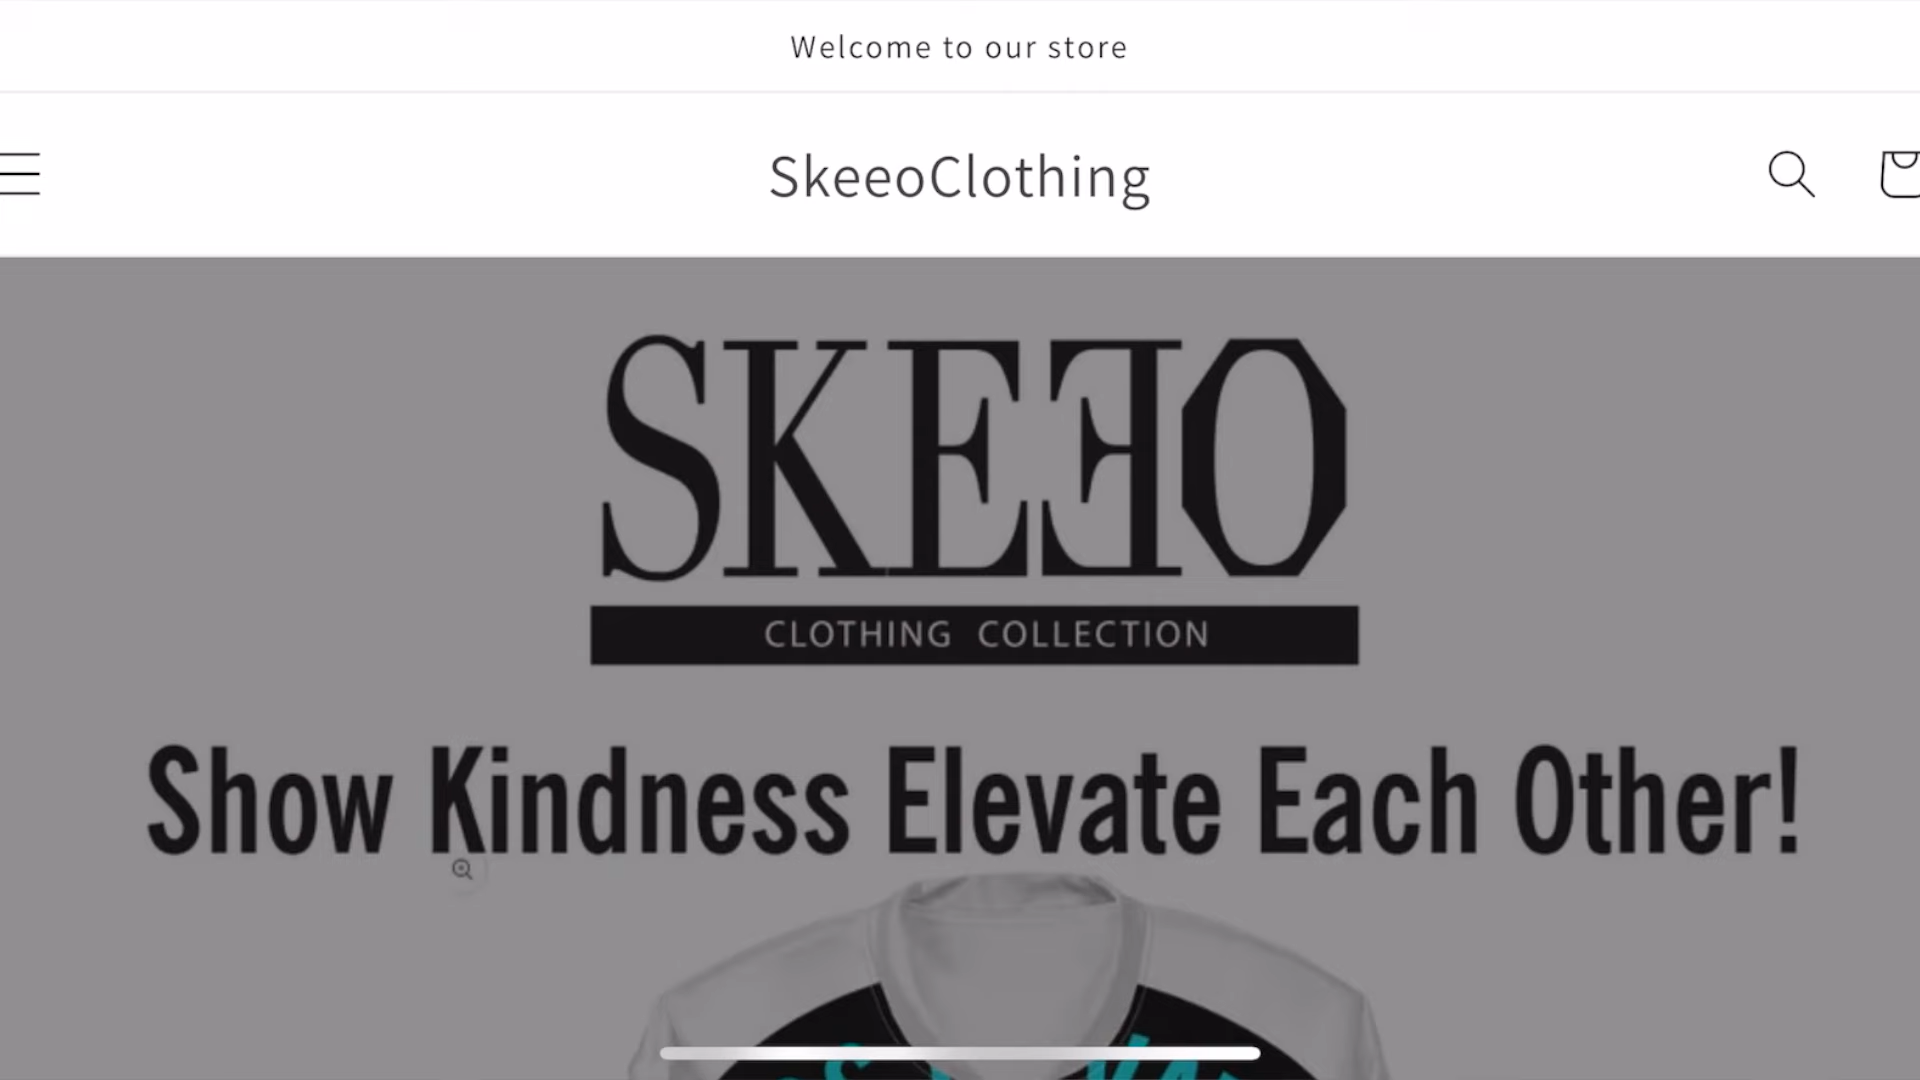 Welcome to our store
SkeeoClothing
SKEEO
CLOTHING COLLECTION
Show Kindness Elevate Each Other!